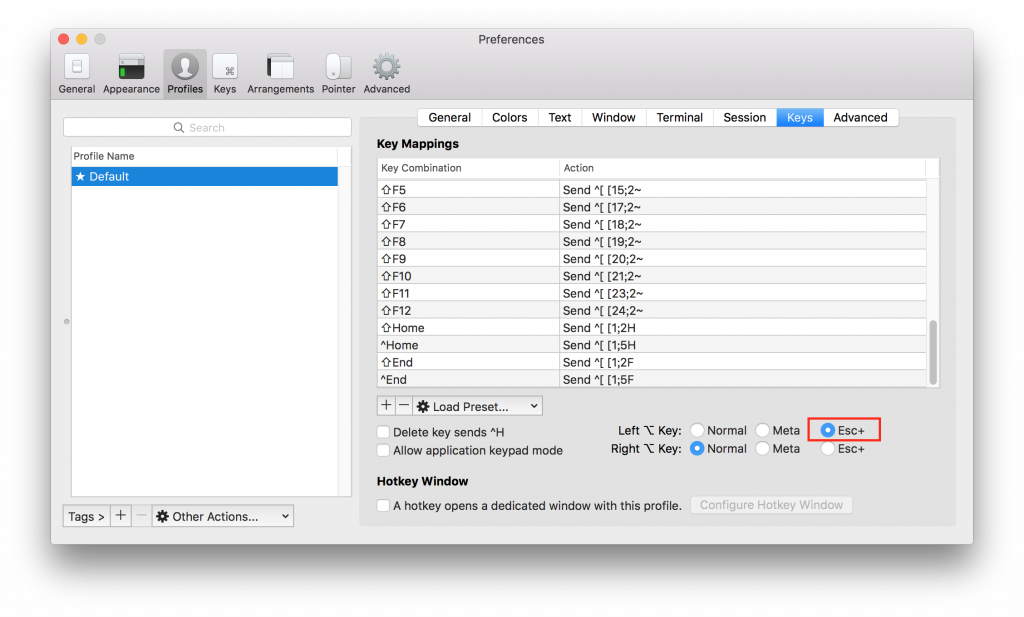 Preferences
General Appearance Profiles Keys Arrangements Pointer Advanced
Search
Profile Name
★ Default
Tags > + − Other Actions...
General Colors Text Window Terminal Session Keys Advanced
Key Mappings
Key Combination Action
⇧F5 Send ^[ [15;2~
⇧F6 Send ^[ [17;2~
⇧F7 Send ^[ [18;2~
⇧F8 Send ^[ [19;2~
⇧F9 Send ^[ [20;2~
⇧F10 Send ^[ [21;2~
⇧F11 Send ^[ [23;2~
⇧F12 Send ^[ [24;2~
⇧Home Send ^[ [1;2H
^Home Send ^[ [1;5H
⇧End Send ^[ [1;2F
^End Send ^[ [1;5F
+ − Load Preset...
Delete key sends ^H
Allow application keypad mode
Left ⌥ Key: Normal Meta Esc+
Right ⌥ Key: Normal Meta Esc+
Hotkey Window
A hotkey opens a dedicated window with this profile. Configure Hotkey Window